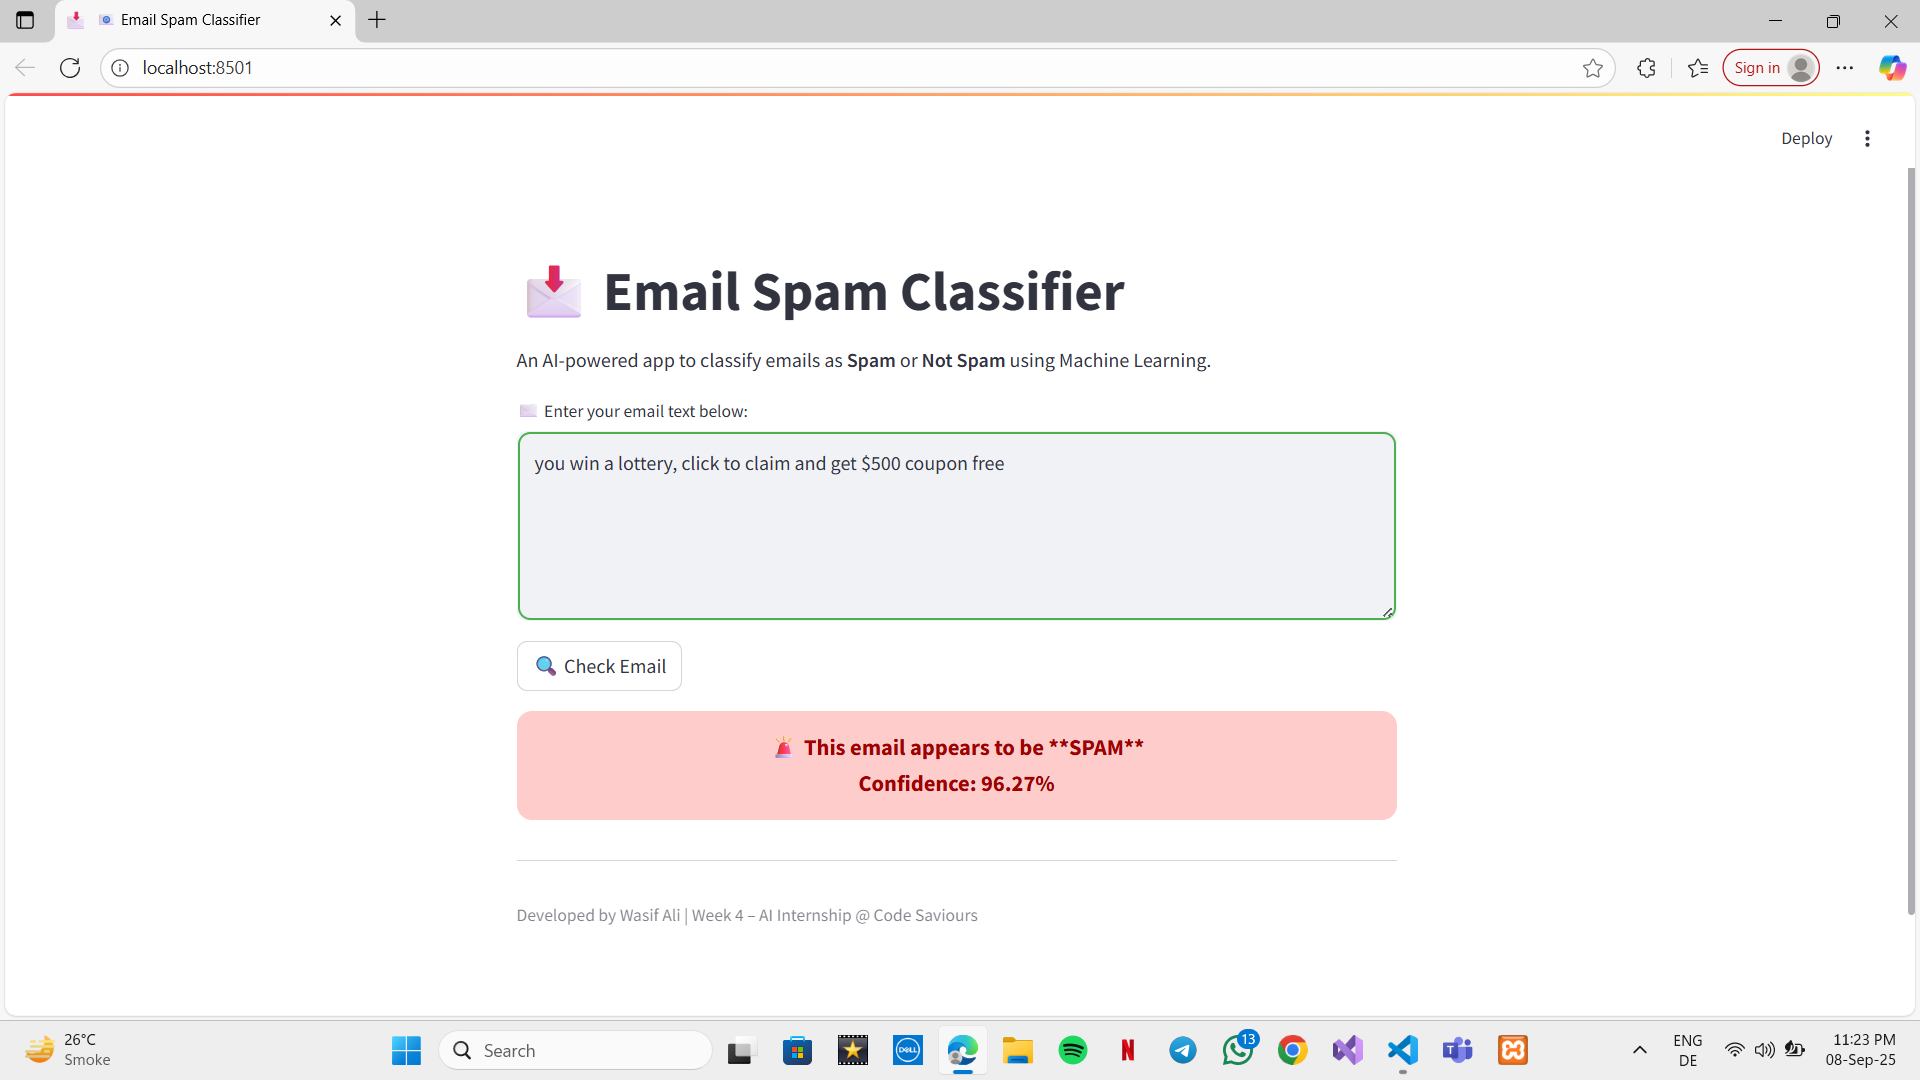 Email Spam Classifier
localhost:8501
Sign in
Deploy
Email Spam Classifier
An AI-powered app to classify emails as Spam or Not Spam using Machine Learning.
Enter your email text below:
you win a lottery, click to claim and get $500 coupon free
Check Email
This email appears to be **SPAM**
Confidence: 96.27%
Developed by Wasif Ali | Week 4 – AI Internship @ Code Saviours
26°C
Smoke
Search
DELL
N
13
ENG
DE
11:23 PM
08-Sep-25